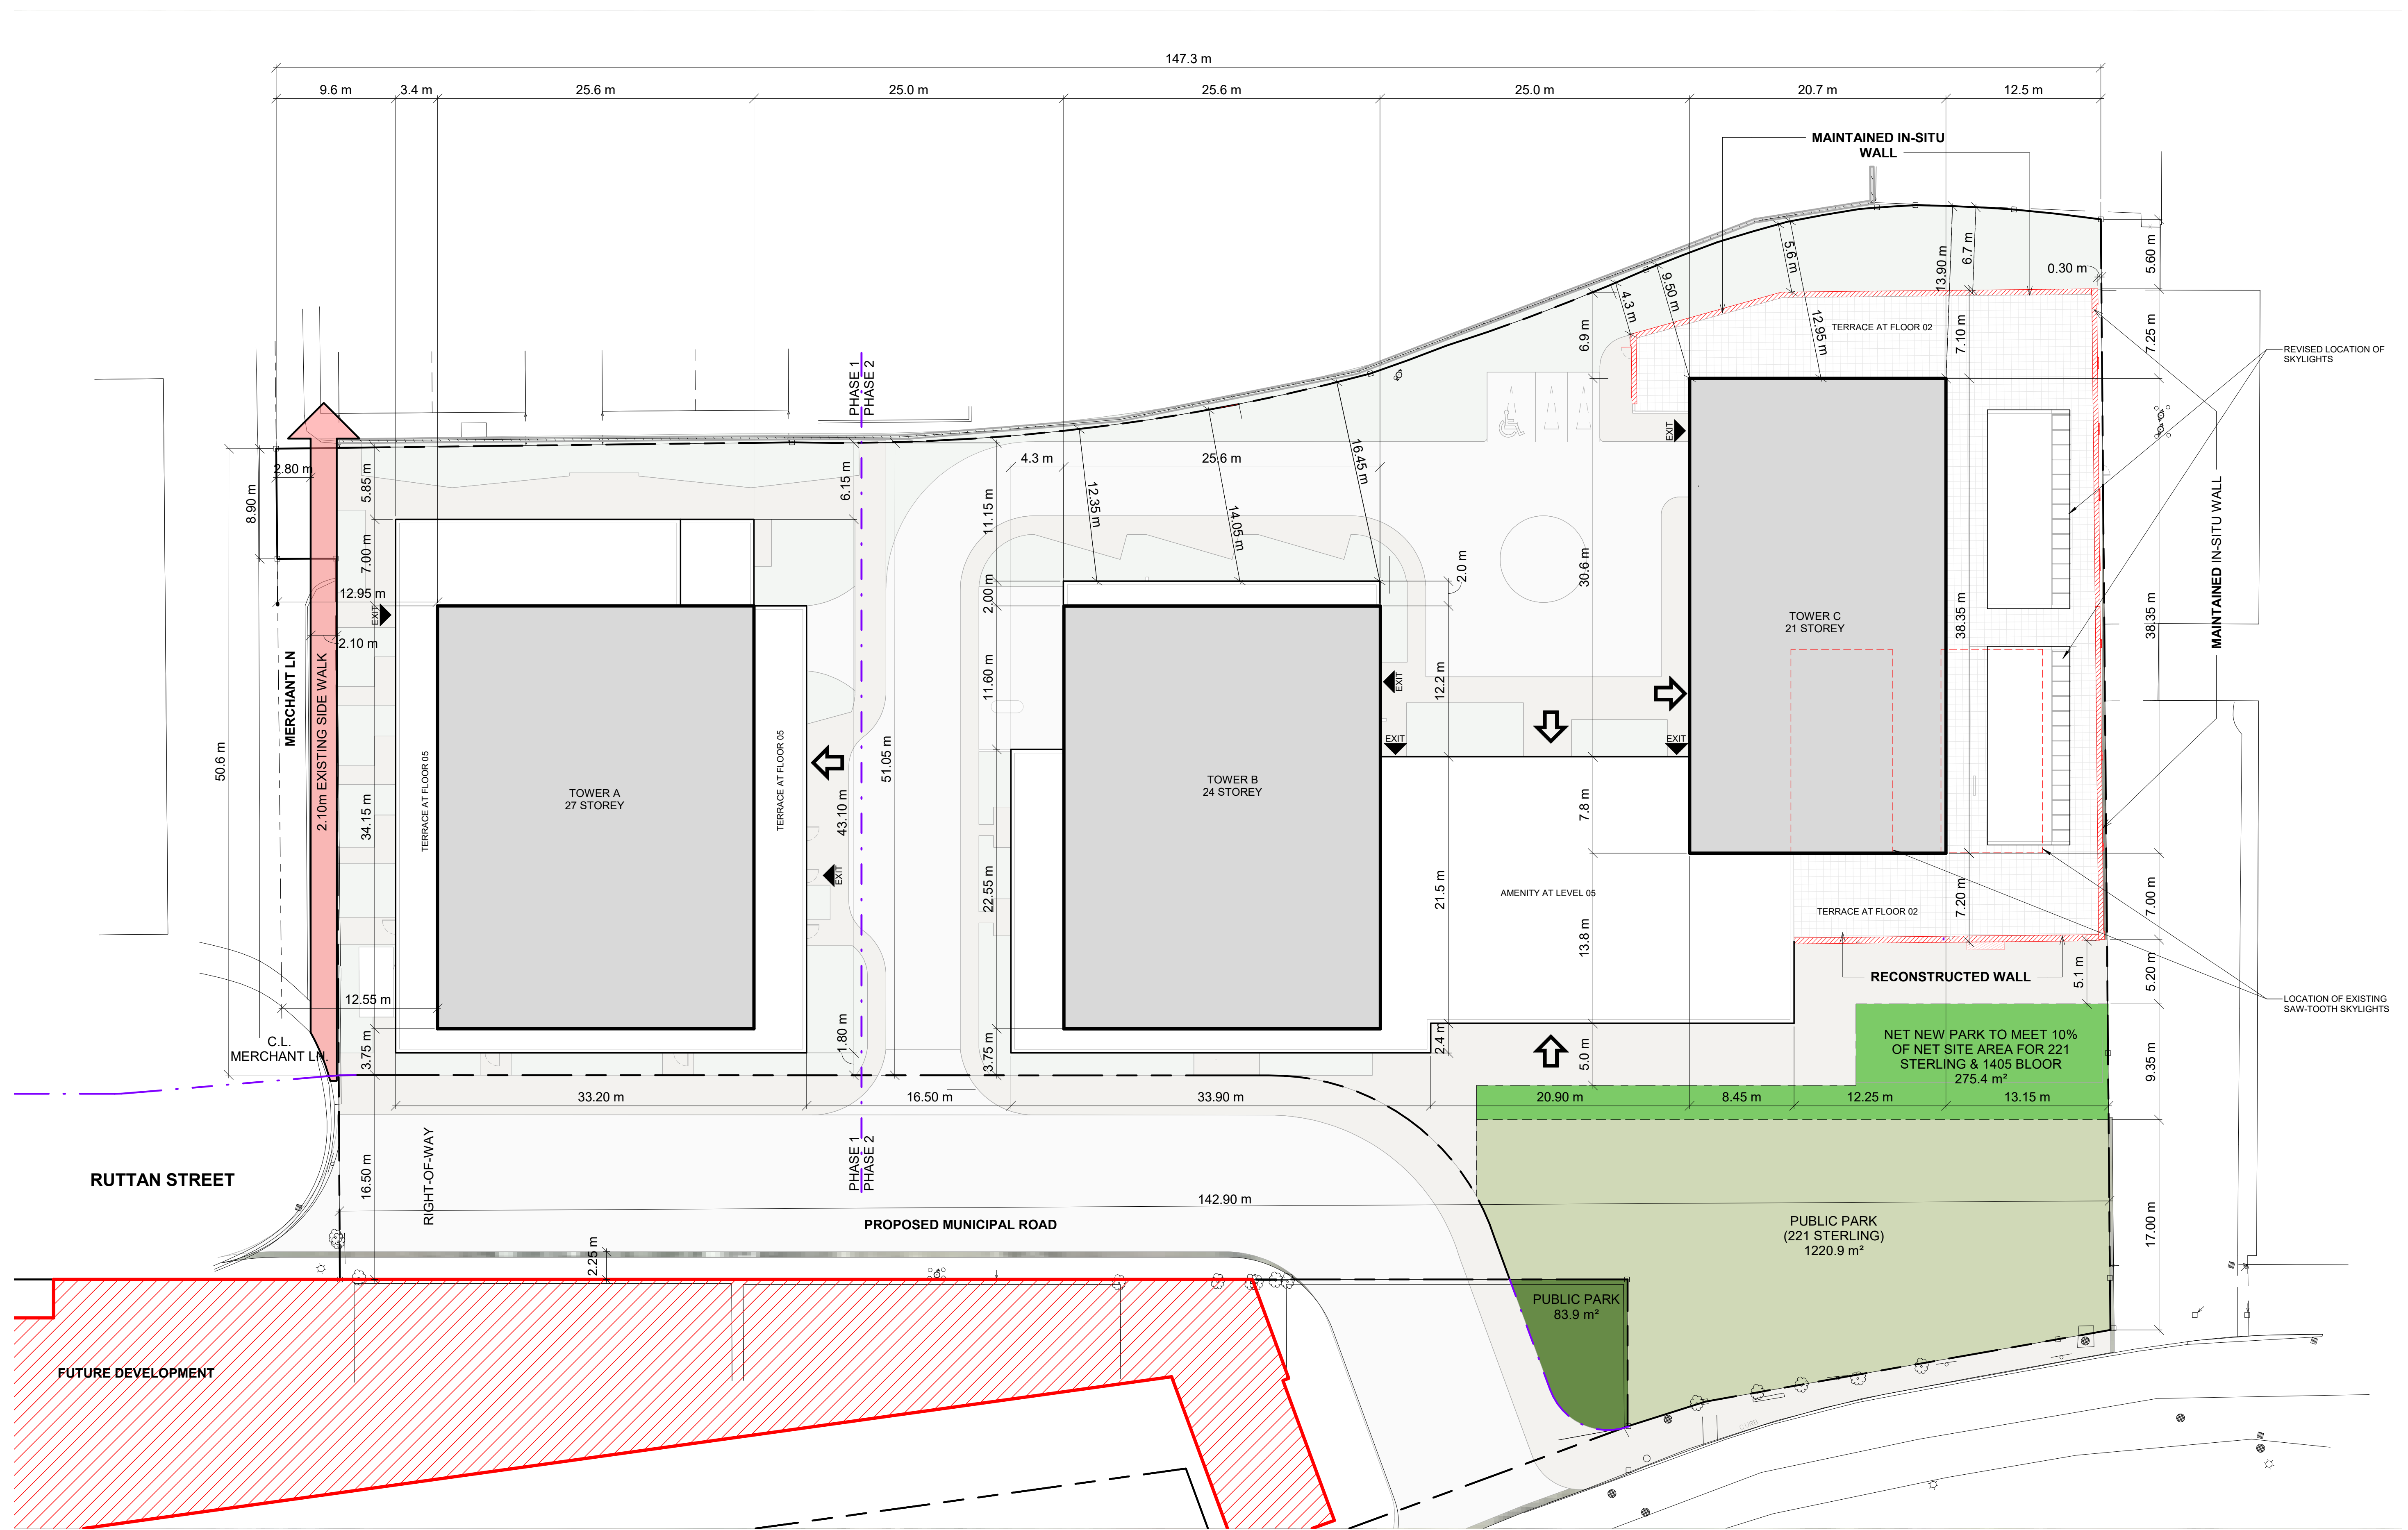 147.3 m
9.6 m
3.4 m
25.6 m
25.0 m
25.6 m
25.0 m
20.7 m
12.5 m
MAINTAINED IN-SITU
WALL
5.60 m
0.30 m
5.6 m
13.90 m
6.7 m
9.50 m
4.3 m
12.95 m
6.9 m
TERRACE AT FLOOR 02
7.10 m
7.25 m
REVISED LOCATION OF
SKYLIGHTS
PHASE 1
PHASE 2
EXIT
2.80 m
8.90 m
5.85 m
6.15 m
4.3 m
25.6 m
11.15 m
12.35 m
14.05 m
16.45 m
2.0 m
7.00 m
12.95 m
EXIT
2.10 m
2.00 m
30.6 m
TOWER C
21 STOREY
38.35 m
38.35 m
MAINTAINED IN-SITU WALL
MERCHANT LN
2.10m EXISTING SIDE WALK
50.6 m
11.60 m
12.2 m
EXIT
EXIT
EXIT
34.15 m
TERRACE AT FLOOR 05
TOWER A
27 STOREY
TERRACE AT FLOOR 05
43.10 m
51.05 m
EXIT
TOWER B
24 STOREY
22.55 m
21.5 m
7.8 m
AMENITY AT LEVEL 05
13.8 m
TERRACE AT FLOOR 02
7.20 m
7.00 m
RECONSTRUCTED WALL
5.1 m
5.20 m
LOCATION OF EXISTING
SAW-TOOTH SKYLIGHTS
12.55 m
C.L.
MERCHANT LN.
3.75 m
1.80 m
3.75 m
2.4 m
5.0 m
NET NEW PARK TO MEET 10%
OF NET SITE AREA FOR 221
STERLING & 1405 BLOOR
275.4 m²
9.35 m
33.20 m
16.50 m
33.90 m
20.90 m
8.45 m
12.25 m
13.15 m
RUTTAN STREET
16.50 m
RIGHT-OF-WAY
PHASE 1
PHASE 2
142.90 m
PROPOSED MUNICIPAL ROAD
PUBLIC PARK
(221 STERLING)
1220.9 m²
17.00 m
2.25 m
PUBLIC PARK
83.9 m²
FUTURE DEVELOPMENT
CURB